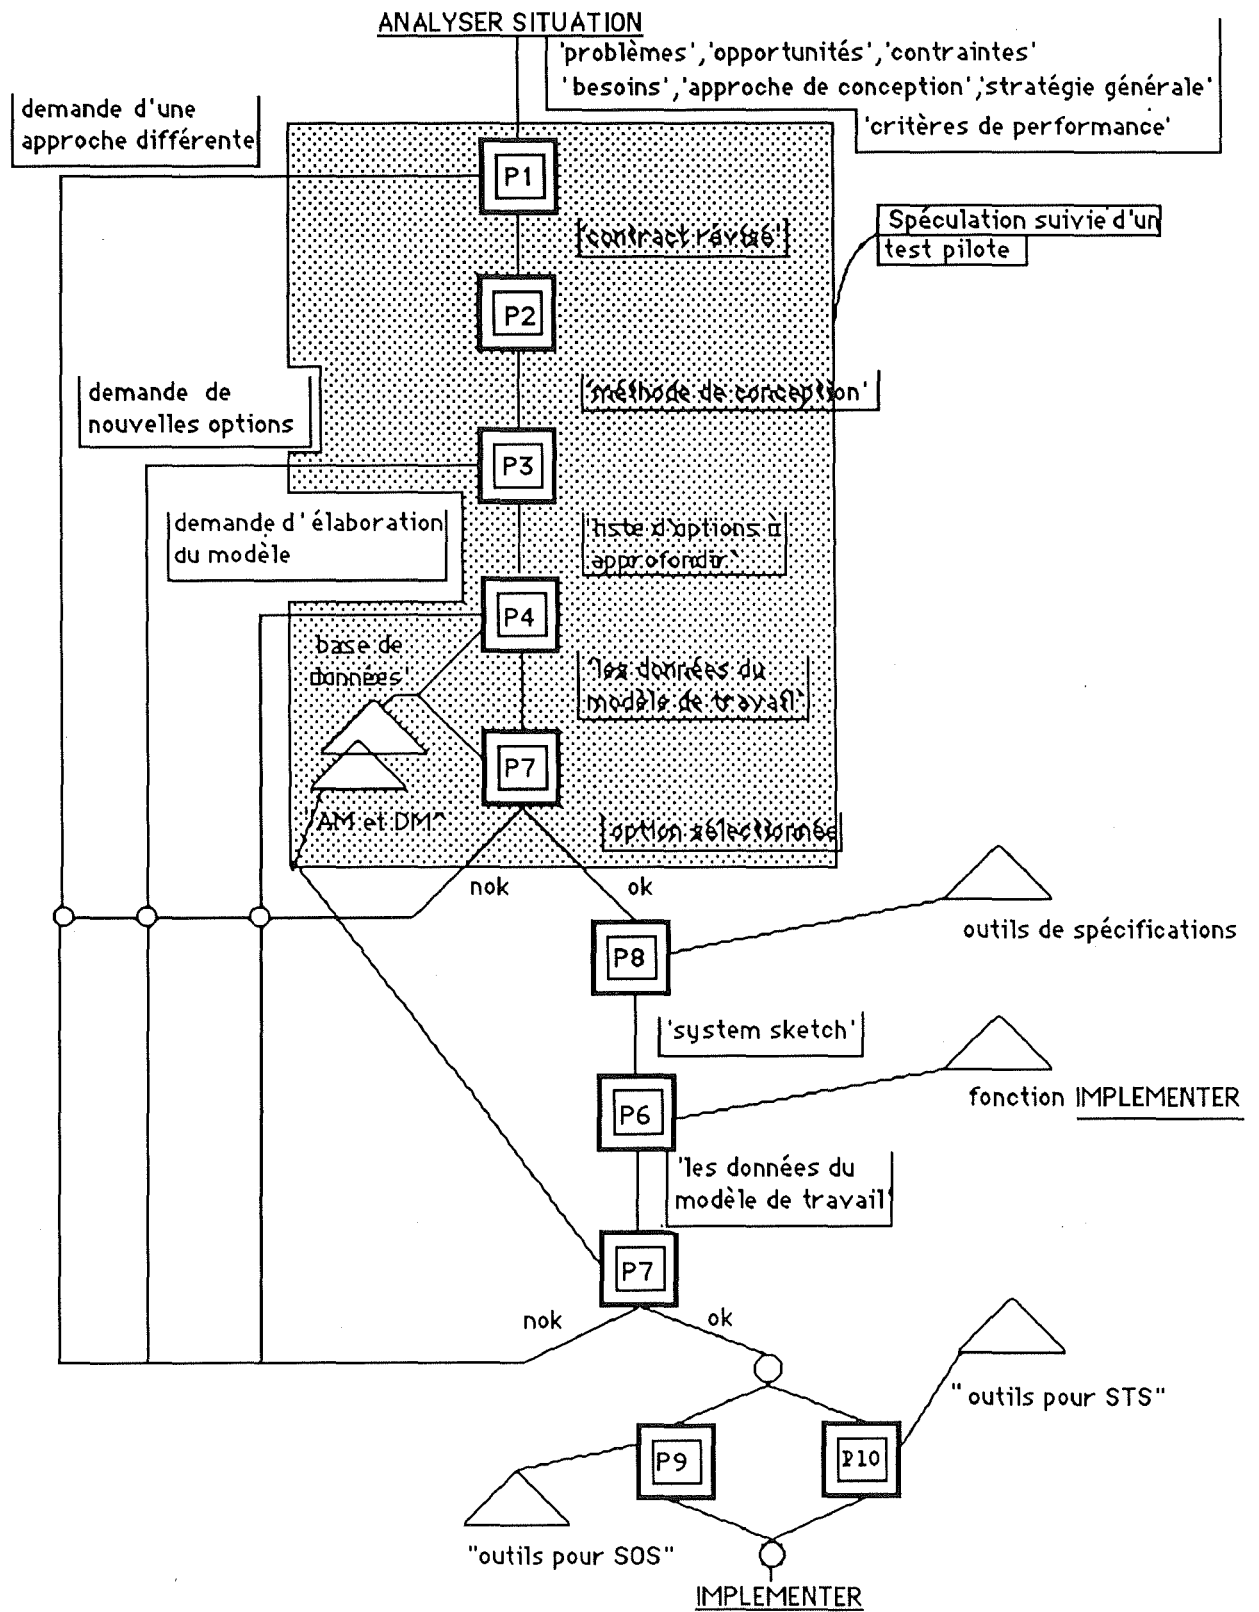 ANALYSER SITUATION
'problèmes','opportunités','contraintes'
'besoins','approche de conception','stratégie générale'
'critères de performance'
demande d'une
approche différente
P1
'contract révisé'
Spéculation suivie d'un
test pilote
P2
demande de
nouvelles options
'méthode de conception'
P3
demande d'élaboration
du modèle
'liste d'options à
approfondir'
P4
base de
données'
'les données du
modèle de travail'
P7
"AM et DM"
'option sélectionnée
nok
ok
P8
outils de spécifications
'system sketch'
P6
fonction IMPLEMENTER
'les données du
modèle de travail'
P7
nok
ok
"outils pour STS"
P9
P10
"outils pour SOS"
IMPLEMENTER